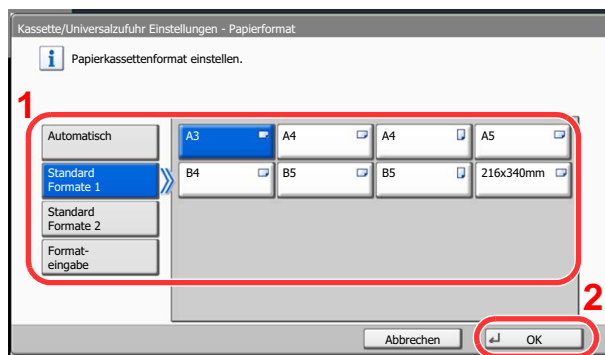 Kassette/Universalzufuhr Einstellungen - Papierformat
Papierkassettenformat einstellen.
1
Automatisch
A3
A4
A4
A5
Standard
Formate 1
B4
B5
B5
216x340mm
Standard
Formate 2
Format-
eingabe
2
Abbrechen
OK